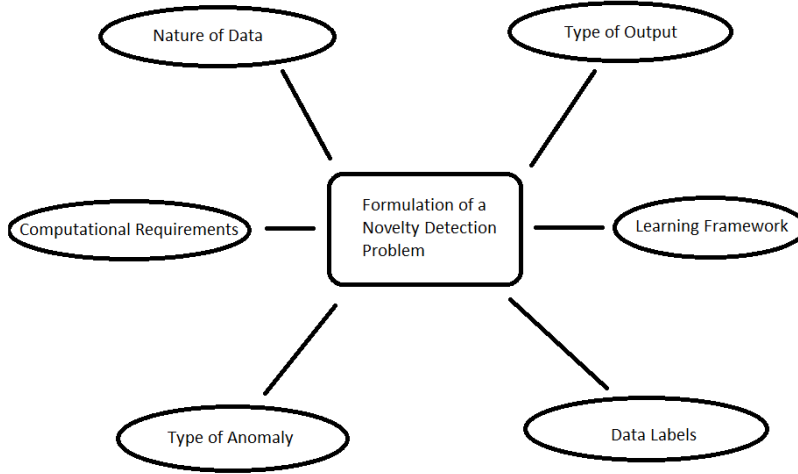 Nature of Data
Type of Output
Formulation of a
Novelty Detection
Problem
Computational Requirements
Learning Framework
Type of Anomaly
Data Labels